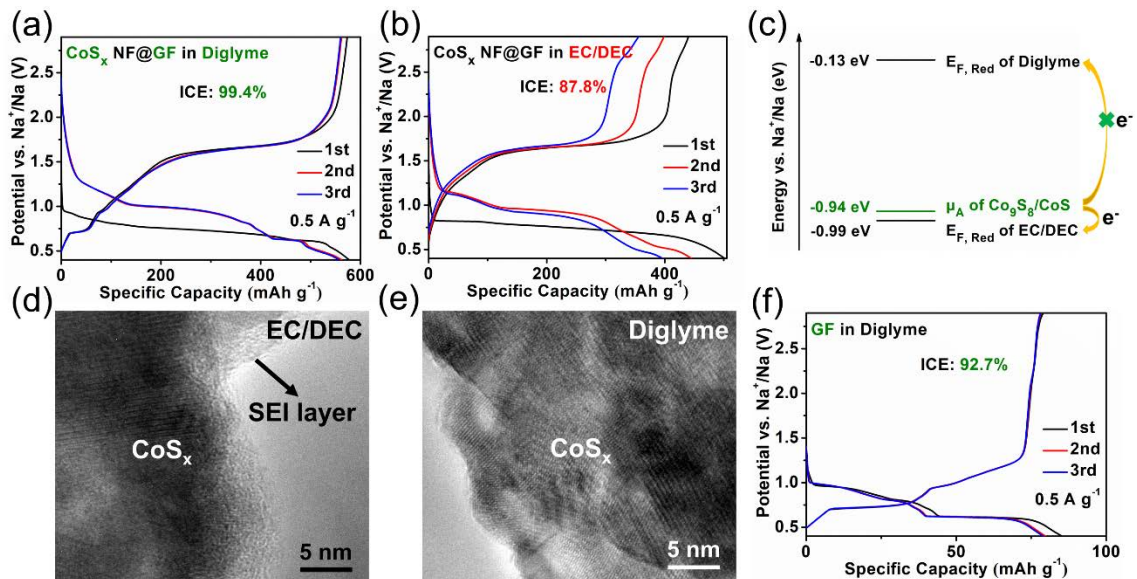 (a)
CoSₓ NF@GF in Diglyme
ICE: 99.4%
1st
2nd
3rd
0.5 A g⁻¹
Potential vs. Na⁺/Na (V)
2.5
2.0
1.5
1.0
0.5
0 200 400 600
Specific Capacity (mAh g⁻¹)
(b)
CoSₓ NF@GF in EC/DEC
ICE: 87.8%
1st
2nd
3rd
0.5 A g⁻¹
Potential vs. Na⁺/Na (V)
2.5
2.0
1.5
1.0
0.5
0 100 200 300 400 500
Specific Capacity (mAh g⁻¹)
(c)
Energy vs. Na⁺/Na (eV)
-0.13 eV
E_F, Red of Diglyme
e⁻
-0.94 eV
μ_A of Co₉S₈/CoS
e⁻
-0.99 eV
E_F, Red of EC/DEC
(d)
EC/DEC
SEI layer
CoSₓ
5 nm
(e)
Diglyme
CoSₓ
5 nm
(f)
GF in Diglyme
ICE: 92.7%
1st
2nd
3rd
0.5 A g⁻¹
Potential vs. Na⁺/Na (V)
2.5
2.0
1.5
1.0
0.5
0 50 100
Specific Capacity (mAh g⁻¹)